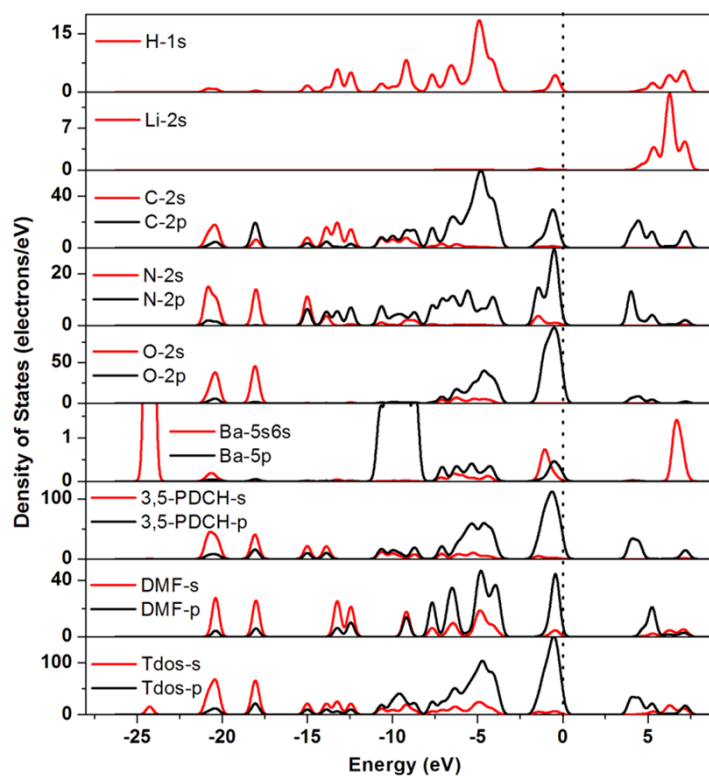 15
H-1s
0
7
Li-2s
0
40
C-2s
C-2p
0
20
N-2s
N-2p
0
50
O-2s
O-2p
0
Ba-5s6s
1
Ba-5p
0
100
3,5-PDCH-s
3,5-PDCH-p
0
40
DMF-s
DMF-p
0
100
Tdos-s
Tdos-p
0
-25 -20 -15 -10 -5 0 5
Energy (eV)
Density of States (electrons/eV)